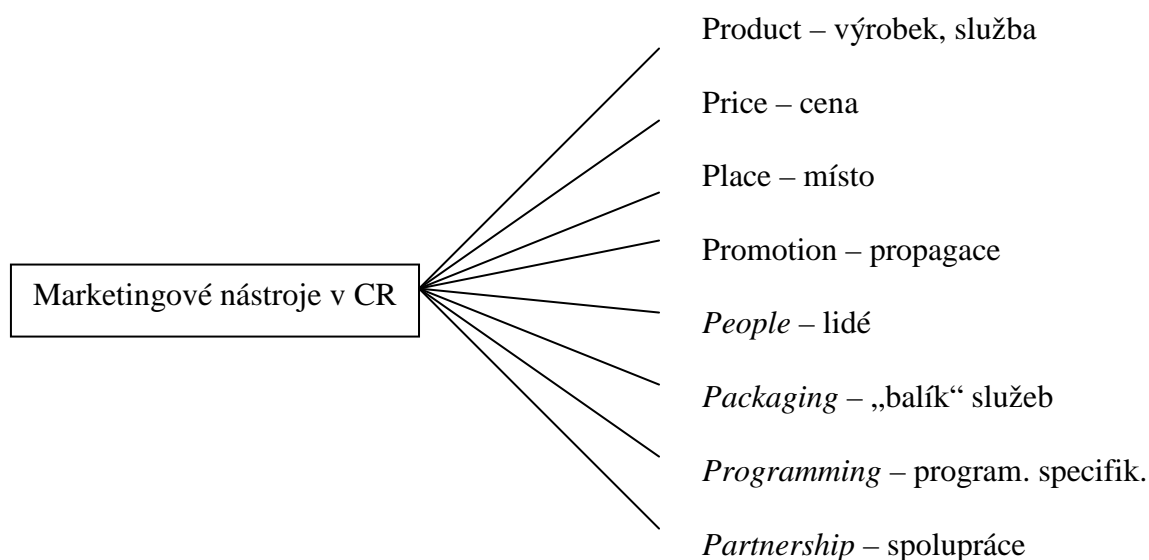 Product – výrobek, služba
Price – cena
Place – místo
Promotion – propagace
Marketingové nástroje v CR
People – lidé
Packaging – „balík“ služeb
Programming – program. specifik.
Partnership – spolupráce